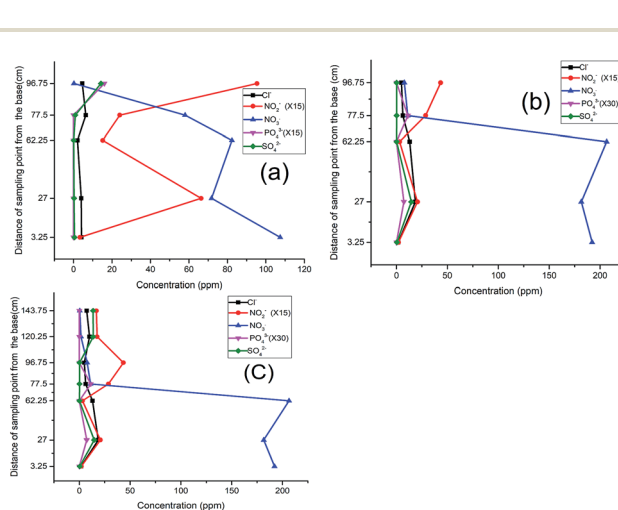 Distance of sampling point from the base(cm)
96.75
77.5
62.25
27
3.25
0
20
40
60
80
100
120
Concentration (ppm)
Cl⁻
NO₂⁻ (X15)
NO₃⁻
PO₄³⁻(X15)
SO₄²⁻
(a)
Distance of sampling point from the base(cm)
96.75
77.5
62.25
27
3.25
0
50
100
150
200
Concentration (ppm)
Cl⁻
NO₂⁻ (X15
NO₃⁻
PO₄³⁻(X30)
SO₄²⁻
(b)
Distance of sampling point from the base(cm)
143.75
120.25
96.75
77.5
62.25
27
3.25
0
50
100
150
200
Concentration (ppm)
Cl⁻
NO₂⁻ (X15)
NO₃⁻
PO₄³⁻(X30)
SO₄²⁻
(C)